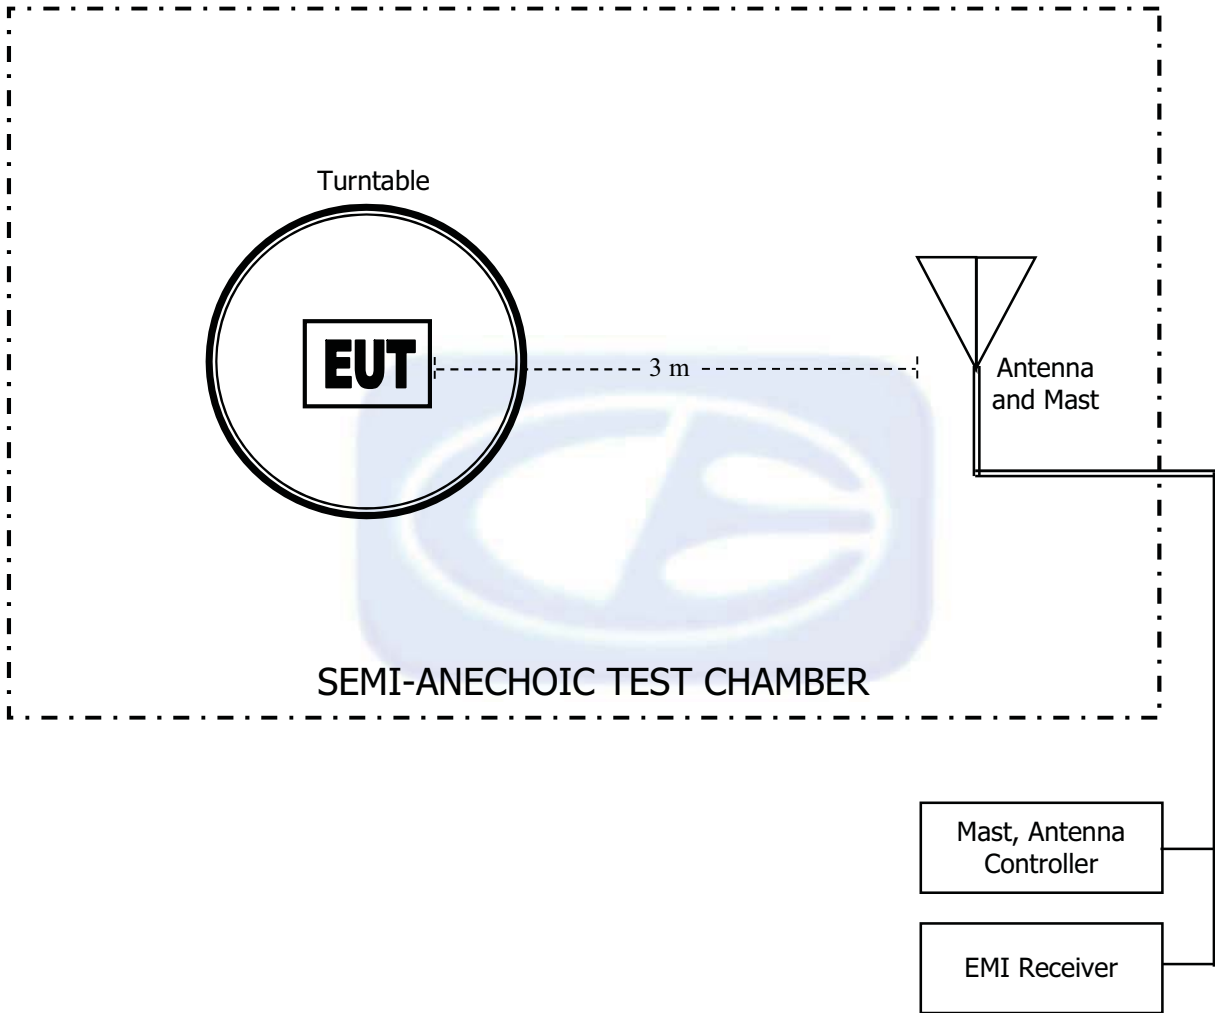 Turntable
EUT
3 m
Antenna
and Mast
SEMI-ANECHOIC TEST CHAMBER
Mast, Antenna
Controller
EMI Receiver